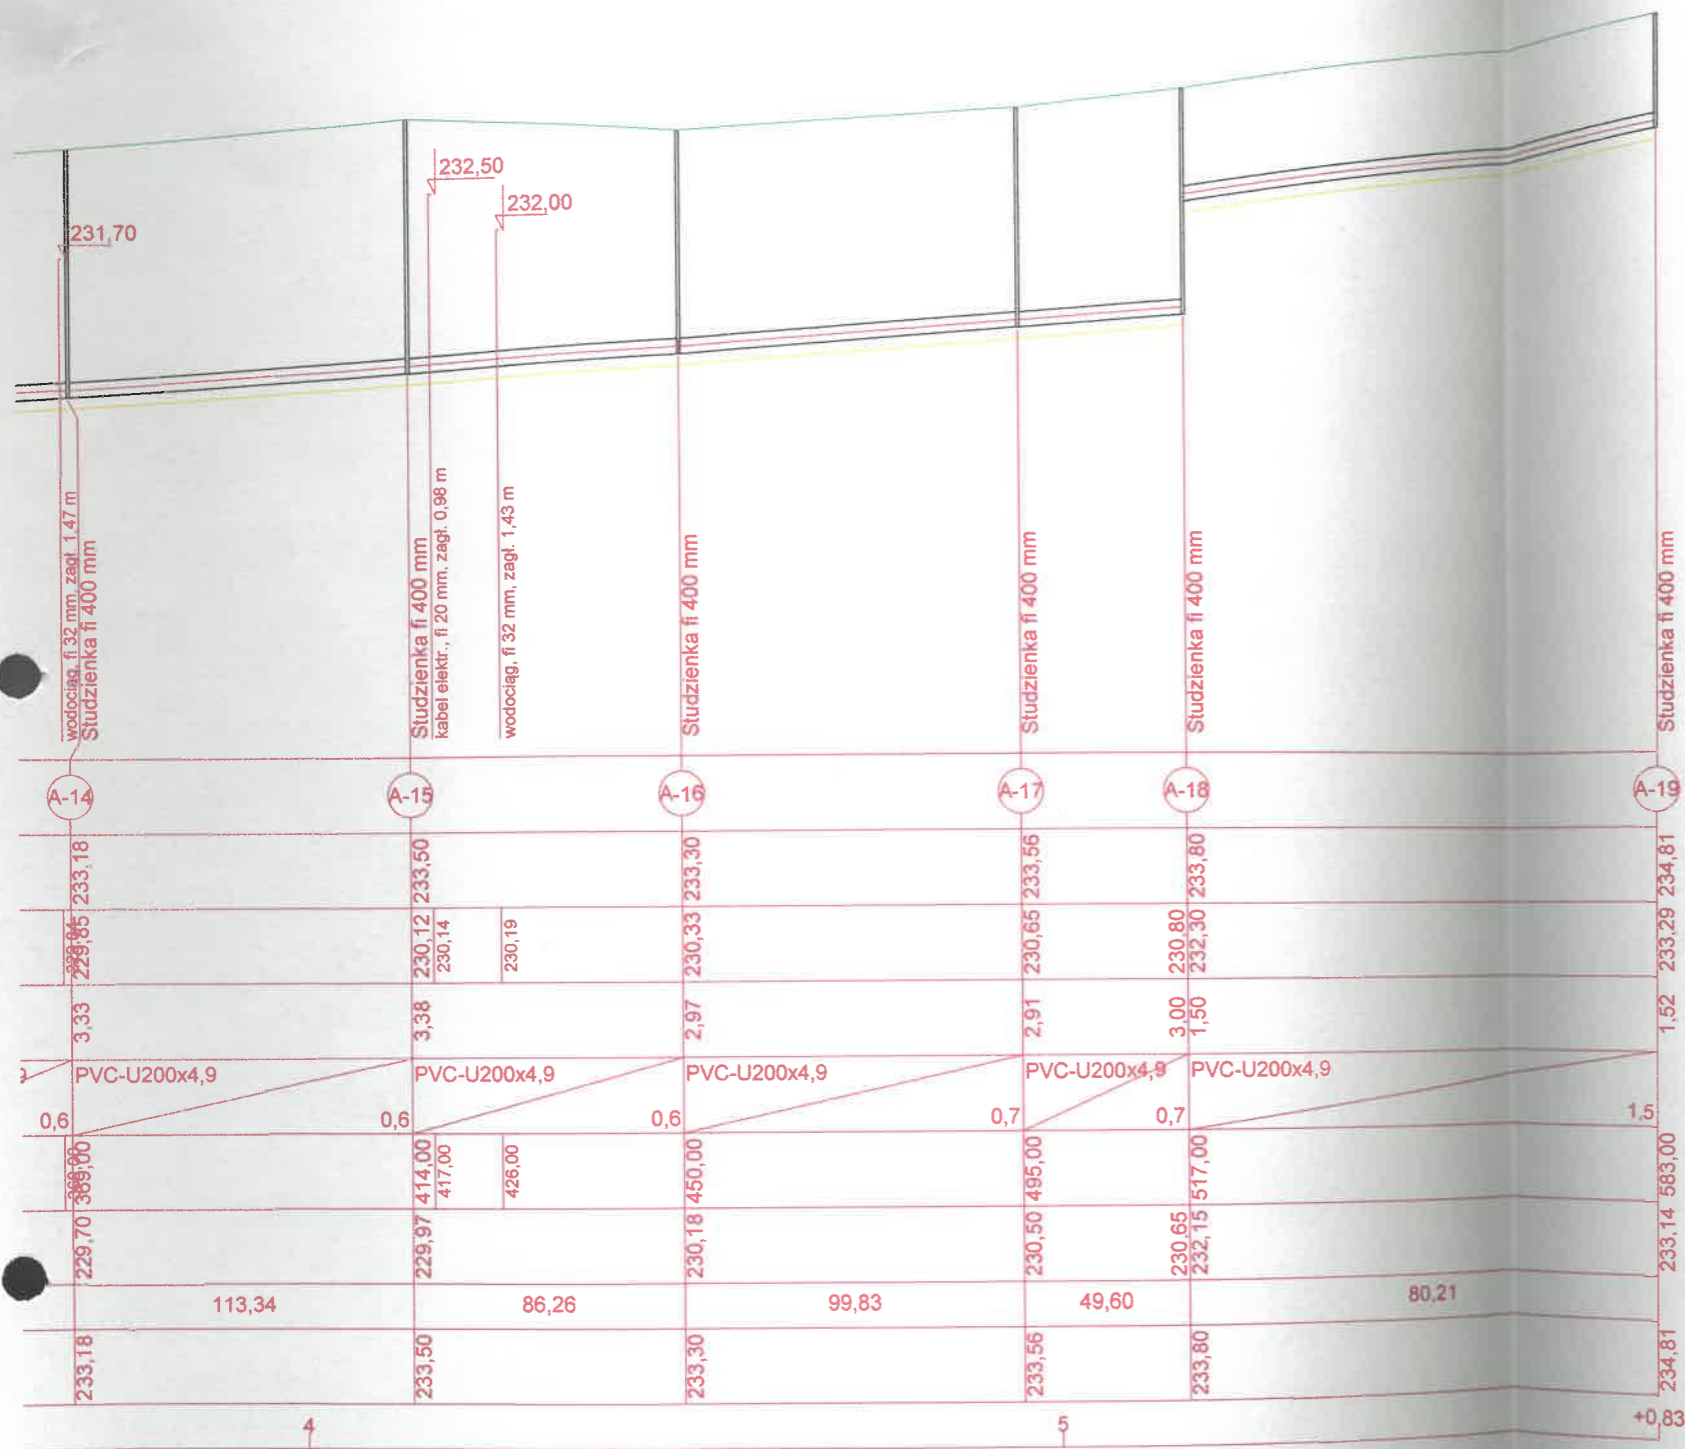 232,50
232,00
231,70
wodociąg, fi 32 mm, zagł. 1,47 m
Studzienka fi 400 mm
Studzienka fi 400 mm
kabel elektr., fi 20 mm, zagł. 0,98 m
wodociąg, fi 32 mm, zagł. 1,43 m
Studzienka fi 400 mm
Studzienka fi 400 mm
Studzienka fi 400 mm
Studzienka fi 400 mm
A-14 A-15 A-16 A-17 A-18 A-19
233,18 233,50 233,30 233,56 233,80 234,81
229,85 230,12 230,14 230,19 230,33 230,65 230,80 232,30 233,29
3,33 3,38 2,97 2,91 3,00 1,50 1,52
PVC-U200x4,9 PVC-U200x4,9 PVC-U200x4,9 PVC-U200x4,9 PVC-U200x4,9
0,6 0,6 0,6 0,7 0,7 1,5
369,00 414,00 417,00 426,00 450,00 495,00 517,00 583,00
229,70 229,97 230,18 230,50 230,65 232,15 233,14
113,34 86,26 99,83 49,60 80,21
233,18 233,50 233,30 233,56 233,80 234,81
4 5 +0,83